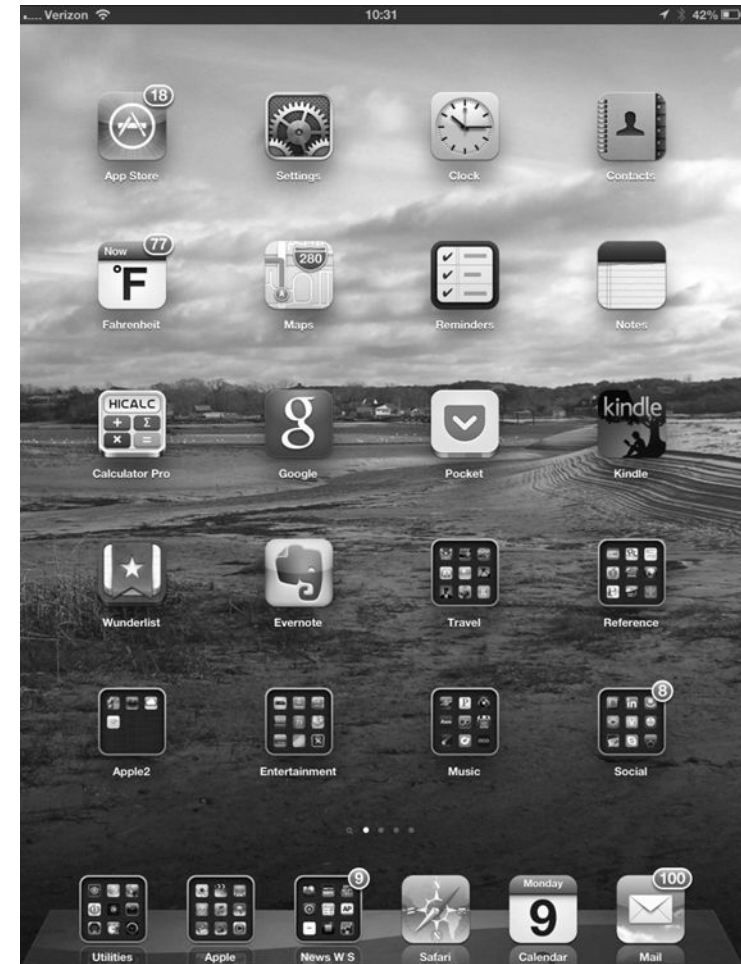 Verizon 10:31 42%
18
App Store Settings Clock Contacts
Now 77 280
°F A
Fahrenheit Maps Reminders Notes
HICALC g kindle
+ Σ
× =
Calculator Pro Google Pocket Kindle
Wunderlist Evernote Travel Reference
8
Apple2 Entertainment Music Social
9 Monday 100
9
Utilities Apple News W S Safari Calendar Mail